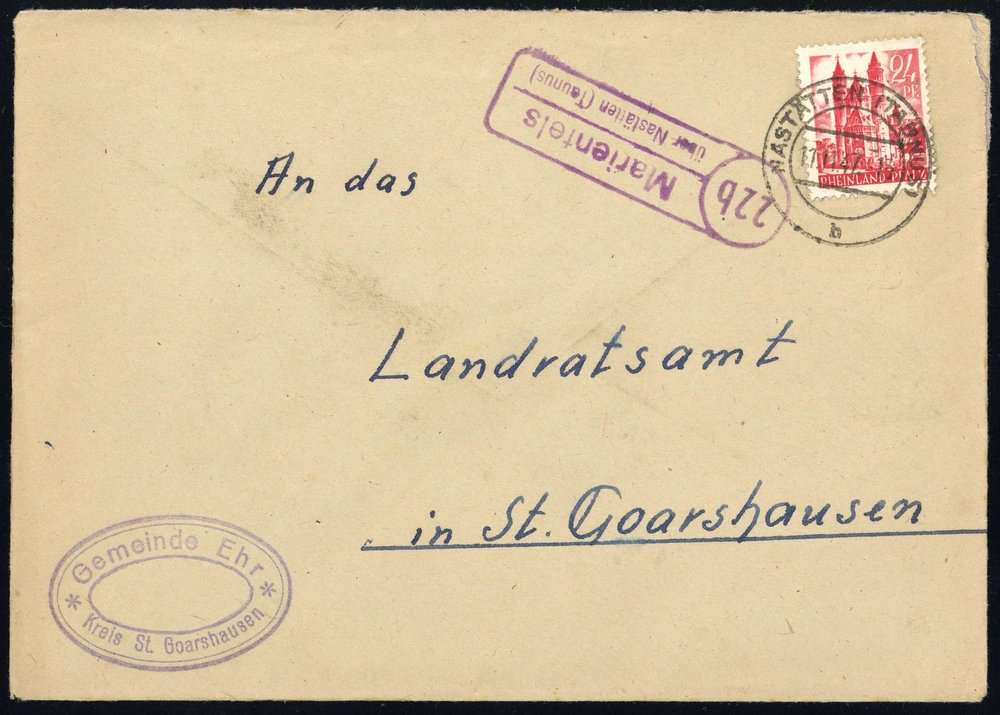 24
PF.
RHEINLAND-PFALZ
NASTÄTTEN (TAUNUS)
b
22b
Marienfels
über Nastätten (Taunus)
An das
Landratsamt
in St. Goarshausen
Gemeinde Ehr
* *
Kreis St. Goarshausen